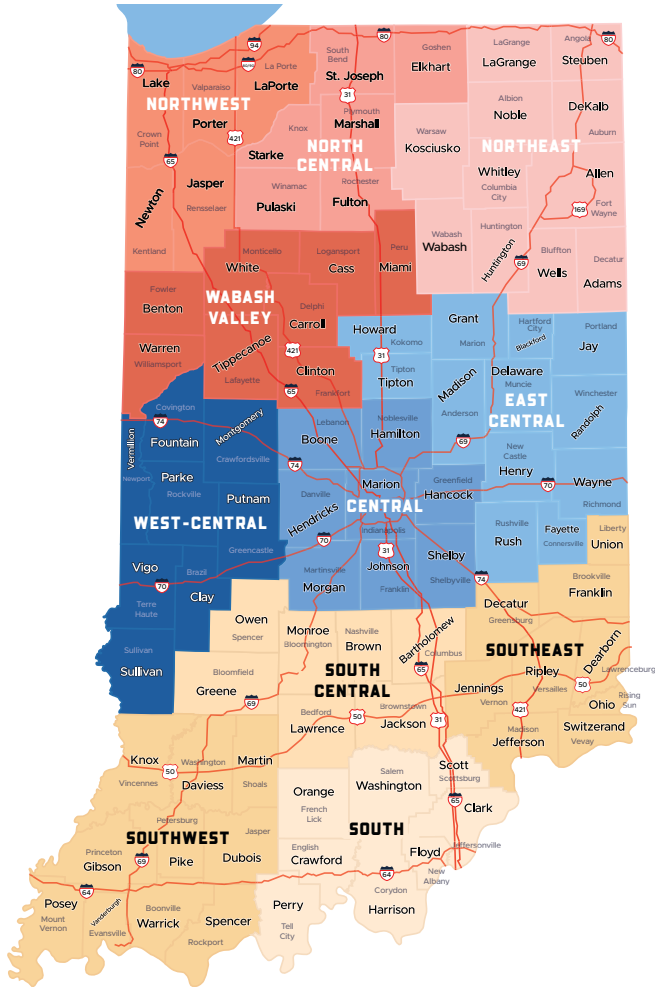 80
94
80/90
80
80
Lake
Valparaiso
La Porte
LaPorte
NORTHWEST
Porter
421
Crown
Point
65
Starke
Knox
Jasper
Rensselaer
Newton
Kentland
South
Bend
St. Joseph
31
Goshen
Elkhart
Plymouth
Marshall
NORTH
CENTRAL
Winamac
Pulaski
Rochester
Fulton
LaGrange
LaGrange
Angola
Steuben
Albion
Noble
DeKalb
Auburn
Warsaw
Kosciusko
NORTHEAST
Whitley
Columbia
City
Allen
Fort
Wayne
169
Wabash
Wabash
Huntington
Huntington
69
Bluffton
Wells
Decatur
Adams
Monticello
White
Logansport
Cass
Peru
Miami
Fowler
Benton
WABASH
VALLEY
Delphi
Carroll
Warren
Williamsport
Tippecanoe
Lafayette
421
Clinton
Frankfort
65
Howard
Kokomo
31
Tipton
Tipton
Grant
Marion
Hartford
City
Blackford
Portland
Jay
Madison
Anderson
Delaware
Muncie
EAST
CENTRAL
Winchester
Randolph
69
New
Castle
Henry
70
Wayne
Richmond
Rushville
Rush
Fayette
Connersville
Liberty
Union
Covington
74
Fountain
Vermillion
Newport
Montgomery
Crawfordsville
Parke
Rockville
Putnam
Greencastle
WEST-CENTRAL
Vigo
Brazil
70
Clay
Terre
Haute
Sullivan
Sullivan
Lebanon
Boone
Noblesville
Hamilton
74
Danville
Hendricks
Marion
CENTRAL
Indianapolis
Greenfield
Hancock
70
31
Johnson
Franklin
Martinsville
Morgan
Shelby
Shelbyville
74
Owen
Spencer
Monroe
Bloomington
Nashville
Brown
Bartholomew
Columbus
65
Bloomfield
Greene
69
SOUTH
CENTRAL
Bedford
Lawrence
50
Brownstown
Jackson
31
Decatur
Greensburg
Brookville
Franklin
SOUTHEAST
Ripley
Versailles
Dearborn
Lawrenceburg
50
Jennings
Vernon
421
Ohio
Rising
Sun
Madison
Jefferson
Switzerand
Vevay
Knox
Vincennes
50
Washington
Daviess
Martin
Shoals
Petersburg
SOUTHWEST
Jasper
Princeton
Gibson
69
Pike
Dubois
64
Posey
Mount
Vernon
Vanderburgh
Evansville
Boonville
Warrick
Spencer
Rockport
Orange
French
Lick
Salem
Washington
Scott
Scottsburg
65
Clark
SOUTH
English
Crawford
Floyd
Jeffersonville
New
Albany
64
Corydon
Harrison
Perry
Tell
City